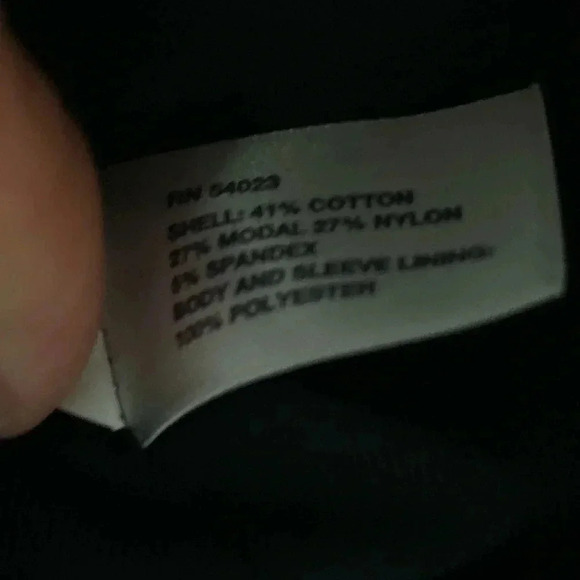 RN 54023
SHELL: 41% COTTON
27% MODAL 27% NYLON
5% SPANDEX
BODY AND SLEEVE LINING:
100% POLYESTER